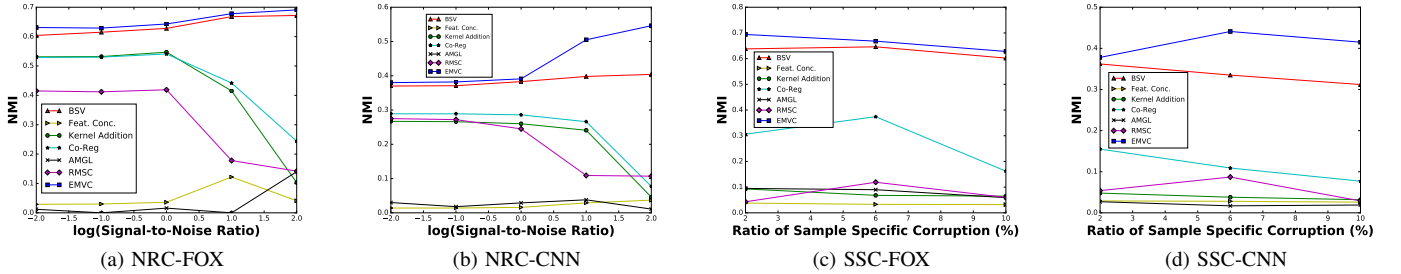 0.7
0.6
0.5
0.4
0.3
0.2
0.1
0.0
NMI
BSV
Feat. Conc.
Kernel Addition
Co-Reg
AMGL
RMSC
EMVC
−2.0 −1.5 −1.0 −0.5 0.0 0.5 1.0 1.5 2.0
log(Signal-to-Noise Ratio)
(a) NRC-FOX
0.6
0.5
0.4
0.3
0.2
0.1
0.0
NMI
BSV
Feat. Conc.
Kernel Addition
Co-Reg
AMGL
RMSC
EMVC
−2.0 −1.5 −1.0 −0.5 0.0 0.5 1.0 1.5 2.0
log(Signal-to-Noise Ratio)
(b) NRC-CNN
0.8
0.7
0.6
0.5
0.4
0.3
0.2
0.1
0.0
NMI
BSV
Feat. Conc.
Kernel Addition
Co-Reg
AMGL
RMSC
EMVC
2 3 4 5 6 7 8 9 10
Ratio of Sample Specific Corruption (%)
(c) SSC-FOX
0.5
0.4
0.3
0.2
0.1
0.0
NMI
BSV
Feat. Conc.
Kernel Addition
Co-Reg
AMGL
RMSC
EMVC
2 3 4 5 6 7 8 9 10
Ratio of Sample Specific Corruption (%)
(d) SSC-CNN